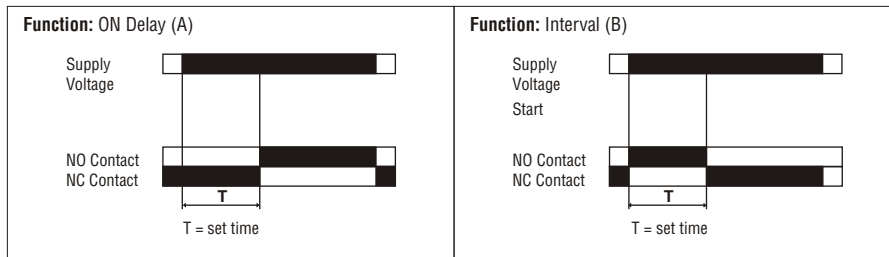 Function: ON Delay (A)
Supply
Voltage
NO Contact
NC Contact
T
T = set time
Function: Interval (B)
Supply
Voltage
Start
NO Contact
NC Contact
T
T = set time